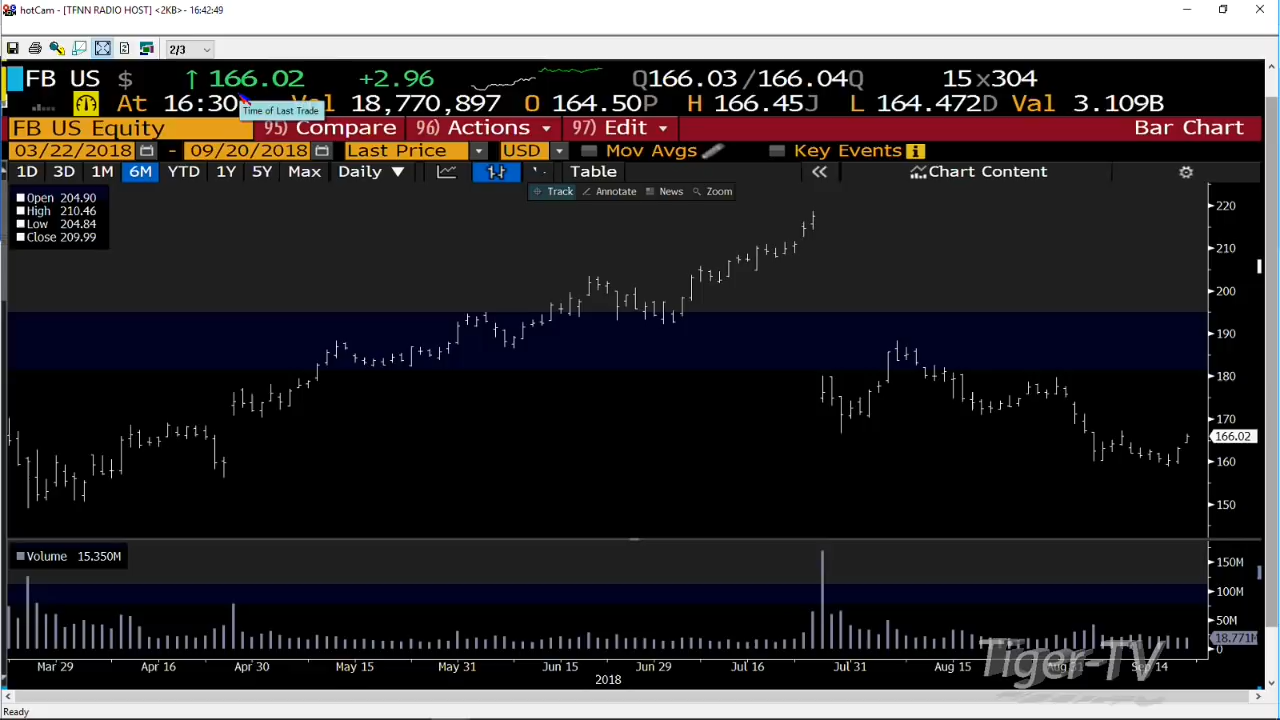 hotCam - [TFNN RADIO HOST] <2KB> - 16:42:49
2/3
FB US $ ↑ 166.02 +2.96 Q166.03/166.04Q 15x304
At 16:30 Vol 18,770,897 O 164.50P H 166.45J L 164.472D Val 3.109B
Time of Last Trade
FB US Equity 95) Compare 96) Actions 97) Edit Bar Chart
03/22/2018 - 09/20/2018 Last Price USD Mov Avgs Key Events
1D 3D 1M 6M YTD 1Y 5Y Max Daily ▼ Table « Chart Content
Track Annotate News Zoom
Open 204.90
High 210.46
Low 204.84
Close 209.99
220
210
200
190
180
170
166.02
160
150
Volume 15.350M
150M
100M
50M
18.771M
0
Mar 29 Apr 16 Apr 30 May 15 May 31 Jun 15 Jun 29 Jul 16 Jul 31 Aug 15 Aug 31 Sep 14
2018
Tiger-TV
Ready